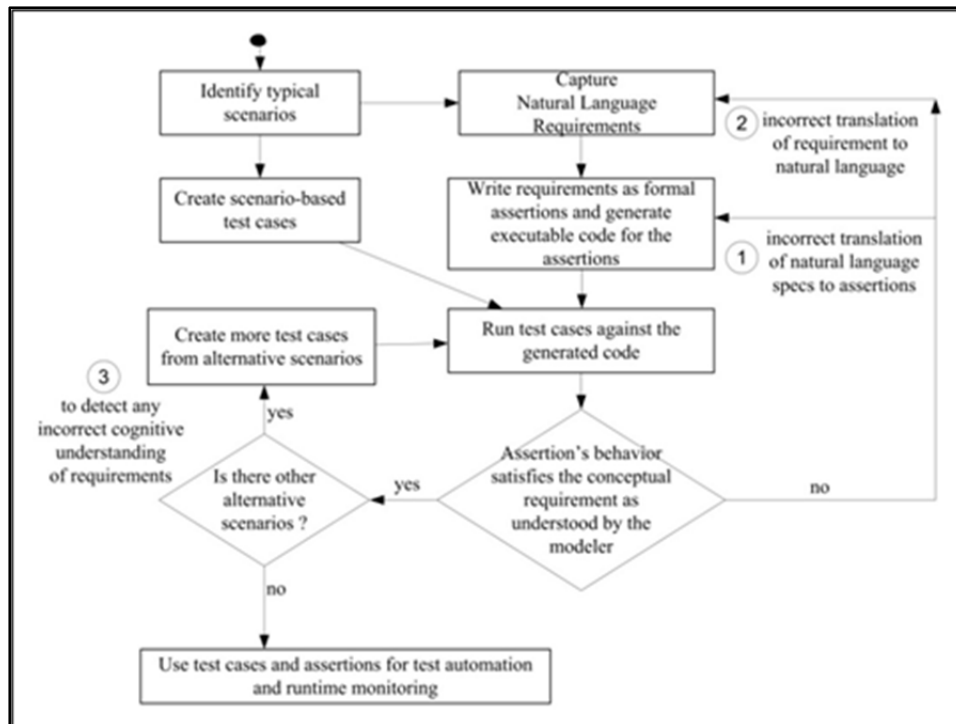 Identify typical
scenarios
Capture
Natural Language
Requirements
2
incorrect translation
of requirement to
natural language
Create scenario-based
test cases
Write requirements as formal
assertions and generate
executable code for the
assertions
1
incorrect translation
of natural language
specs to assertions
Create more test cases
from alternative scenarios
Run test cases against the
generated code
3
to detect any
incorrect cognitive
understanding
of requirements
yes
Is there other
alternative
scenarios ?
yes
Assertion's behavior
satisfies the conceptual
requirement as
understood by the
modeler
no
no
Use test cases and assertions for test automation
and runtime monitoring